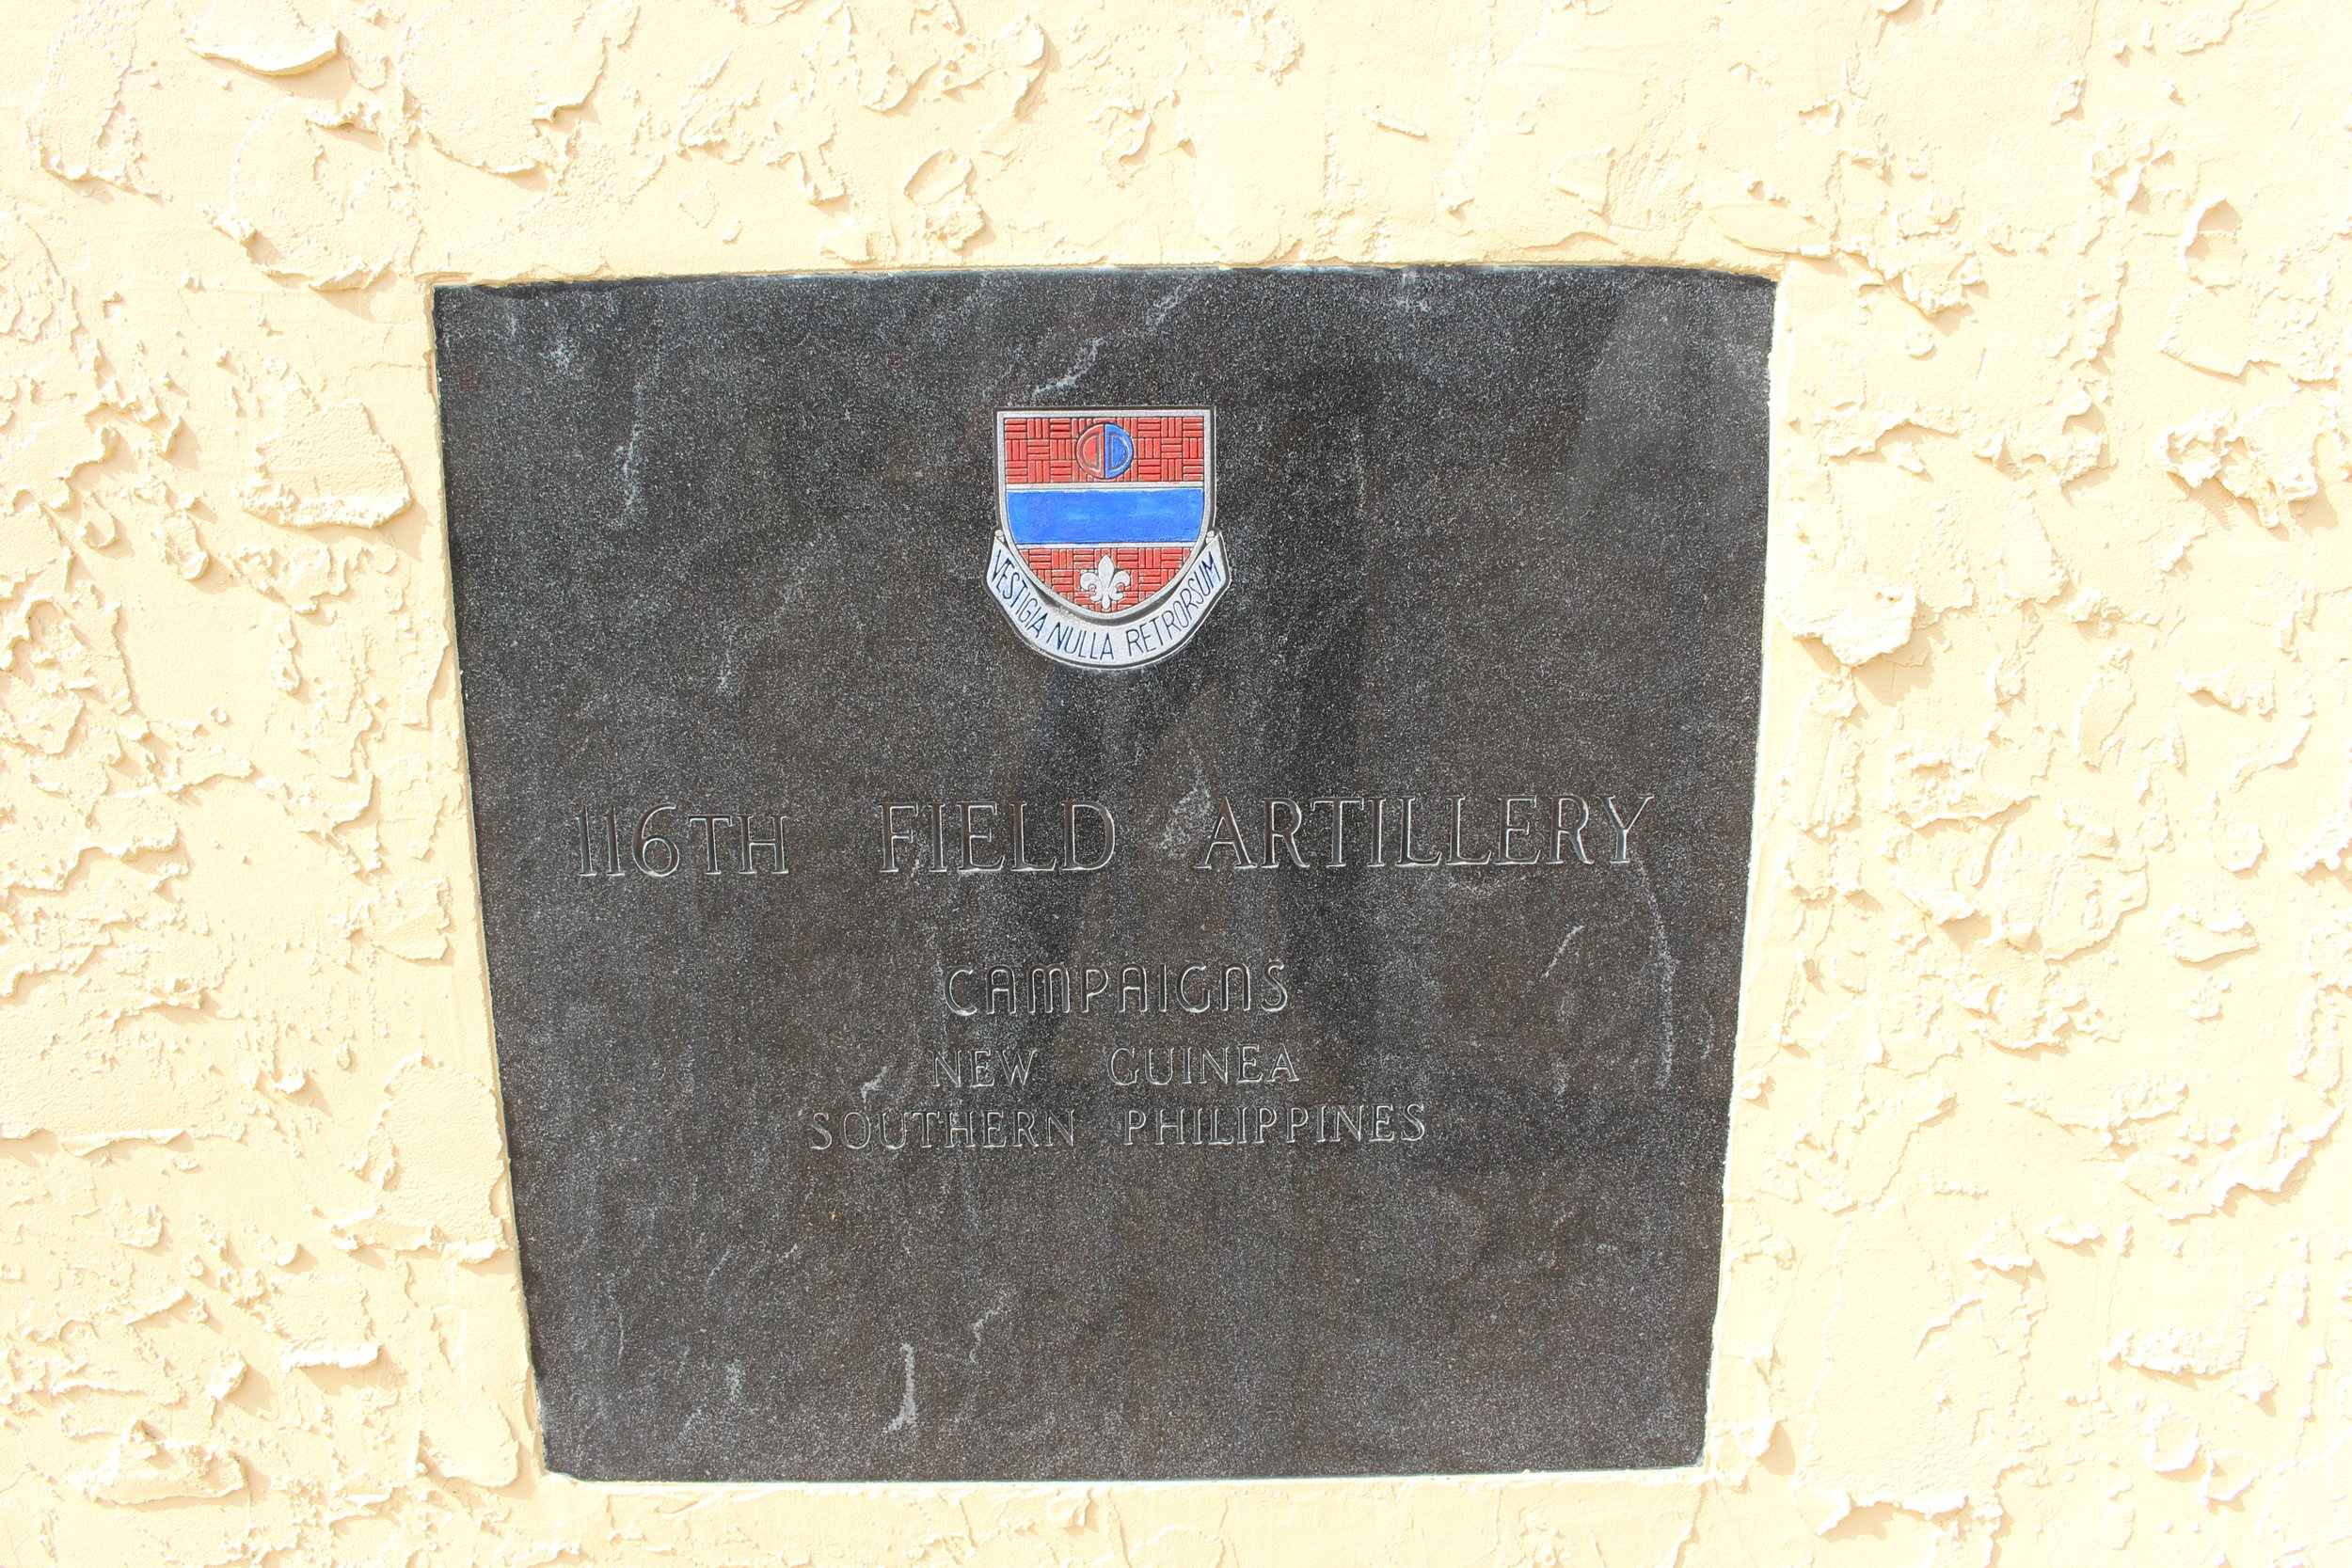 VESTIGIA NULLA RETRORSUM
116TH FIELD ARTILLERY
CAMPAIGNS
NEW GUINEA
SOUTHERN PHILIPPINES